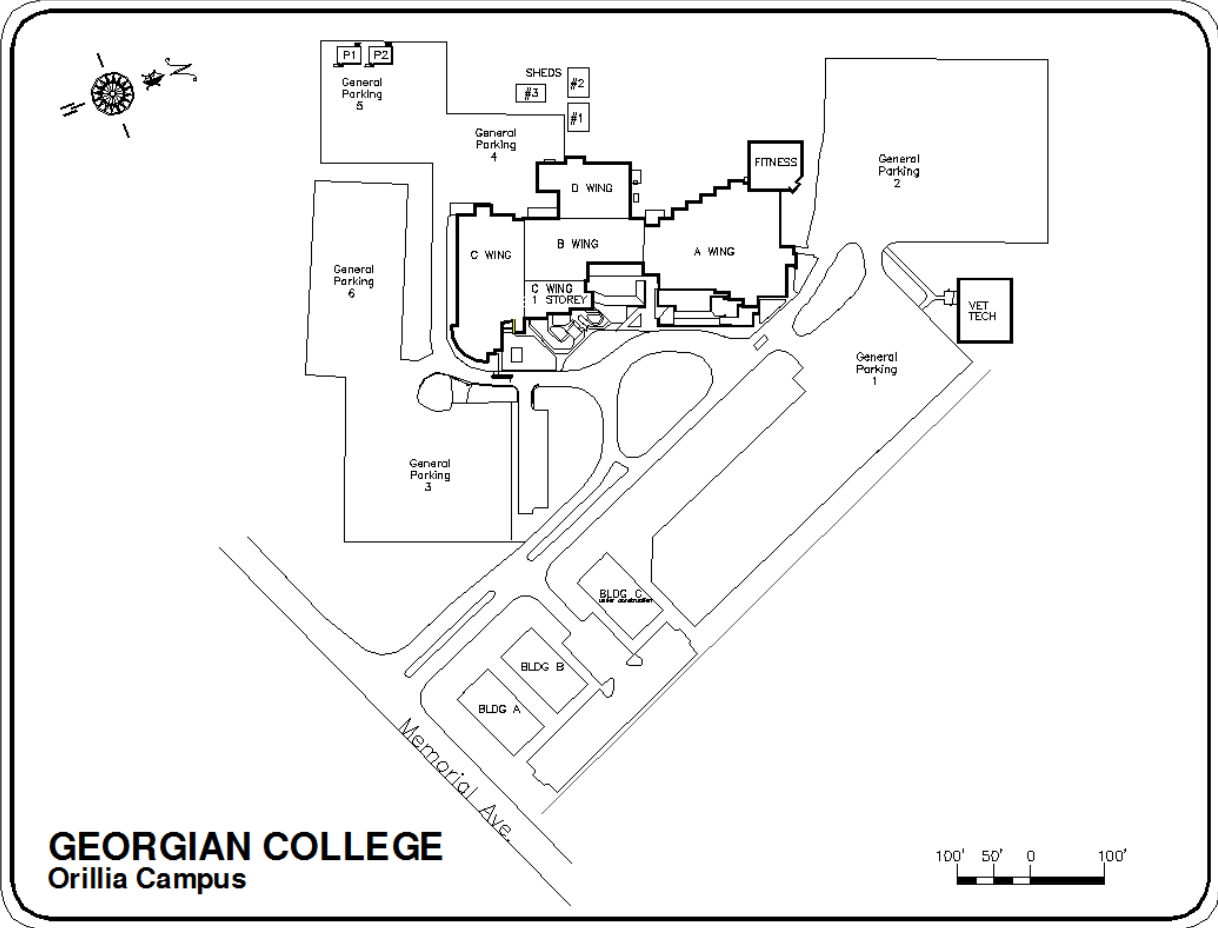 P1
P2
General
Parking
5
SHEDS
#2
#3
#1
General
Parking
4
N
FITNESS
General
Parking
2
D WING
B WING
C WING
A WING
General
Parking
6
C WING
1 STOREY
VET
TECH
General
Parking
1
General
Parking
3
BLDG C
under construction
BLDG B
BLDG A
Memorial Ave.
GEORGIAN COLLEGE
Orillia Campus
100' 50' 0 100'